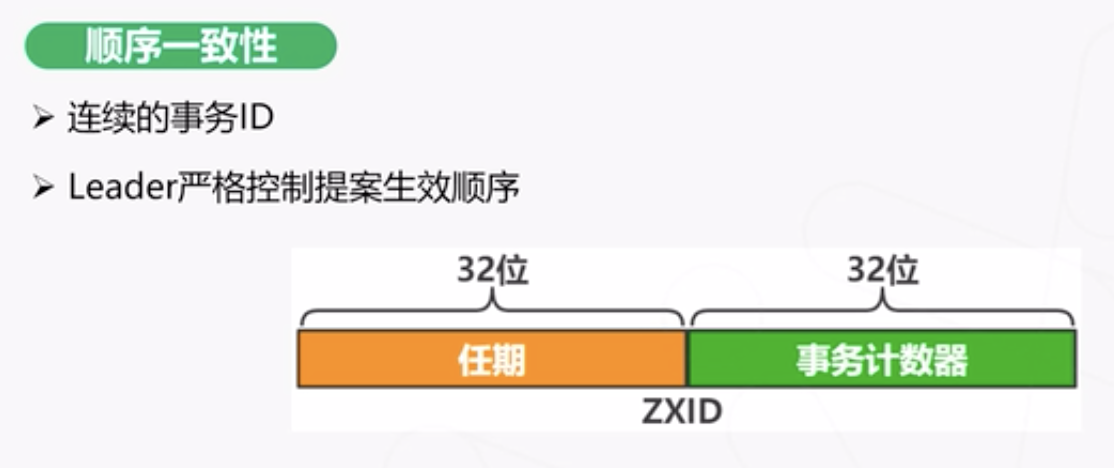 顺序一致性
连续的事务ID
Leader严格控制提案生效顺序
32位 32位
任期 事务计数器
ZXID